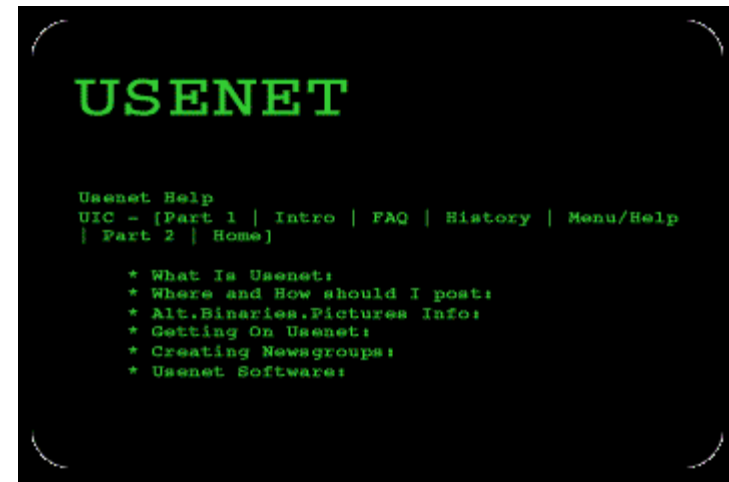 USENET
Usenet Help
UIC - [Part 1 | Intro | FAQ | History | Menu/Help
| Part 2 | Home]
* What Is Usenet:
* Where and How should I post:
* Alt.Binaries.Pictures Info:
* Getting On Usenet:
* Creating Newsgroups:
* Usenet Software: